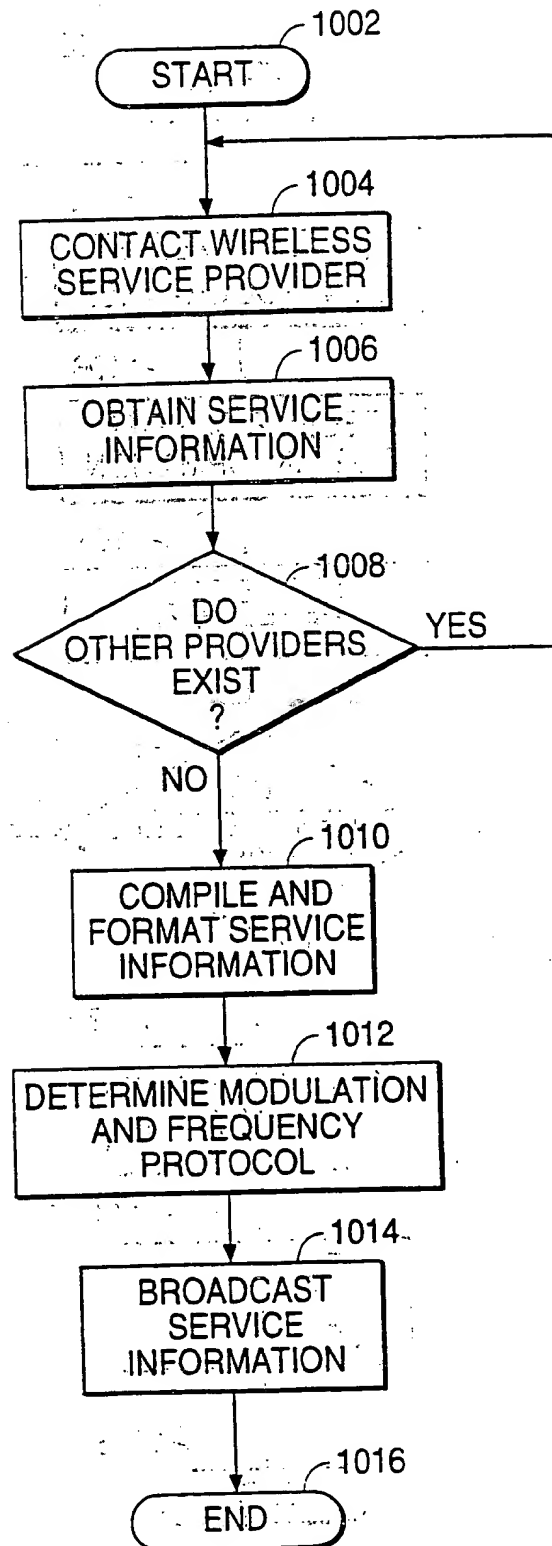 1002
START
1004
CONTACT WIRELESS
SERVICE PROVIDER
1006
OBTAIN SERVICE
INFORMATION
1008
DO
OTHER PROVIDERS
EXIST
?
YES
NO
1010
COMPILE AND
FORMAT SERVICE
INFORMATION
1012
DETERMINE MODULATION
AND FREQUENCY
PROTOCOL
1014
BROADCAST
SERVICE
INFORMATION
1016
END